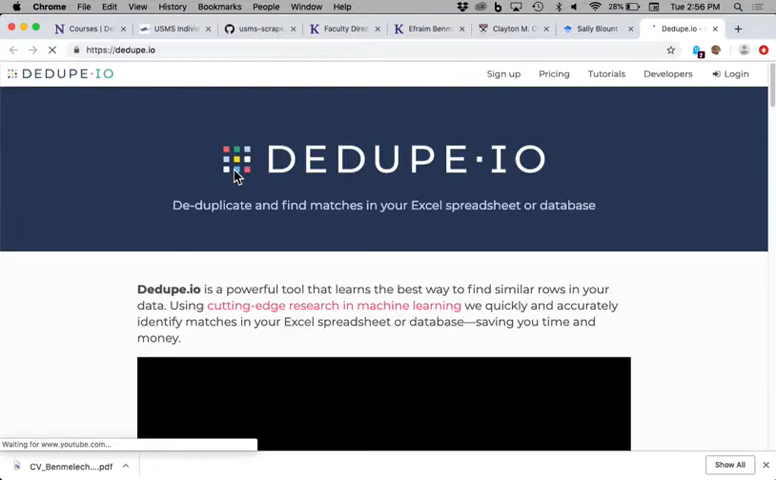 Chrome File Edit View History Bookmarks People Window Help 28% Tue 2:56 PM
Courses | De USMS Individ usms-scrape Faculty Direc Efraim Benm Clayton M. C Sally Blount Dedupe.io -
https://dedupe.io
DEDUPE·IO Sign up Pricing Tutorials Developers Login
DEDUPE·IO
De-duplicate and find matches in your Excel spreadsheet or database
Dedupe.io is a powerful tool that learns the best way to find similar rows in your
data. Using cutting-edge research in machine learning we quickly and accurately
identify matches in your Excel spreadsheet or database—saving you time and
money.
Waiting for www.youtube.com...
CV_Benmelech....pdf Show All